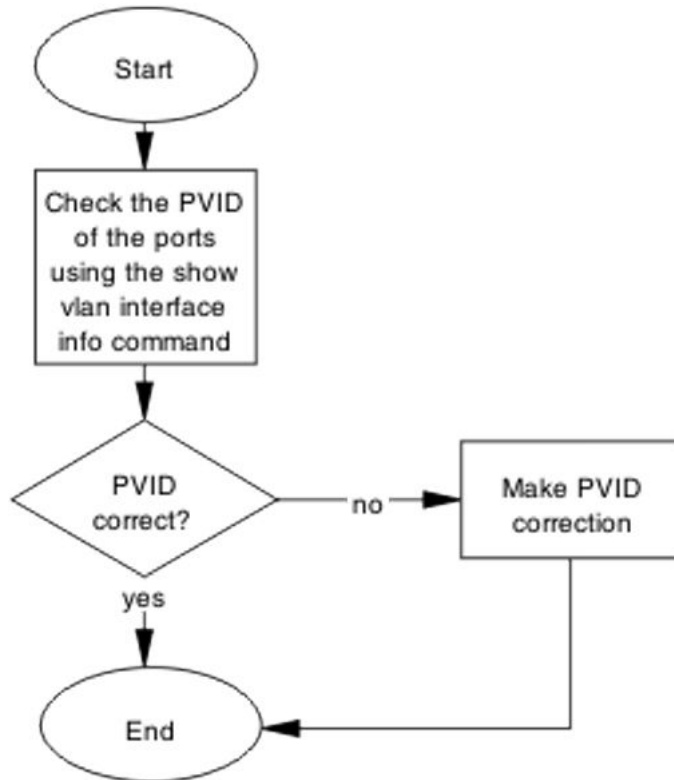 Start
Check the PVID
of the ports
using the show
vlan interface
info command
PVID
correct?
no
Make PVID
correction
yes
End